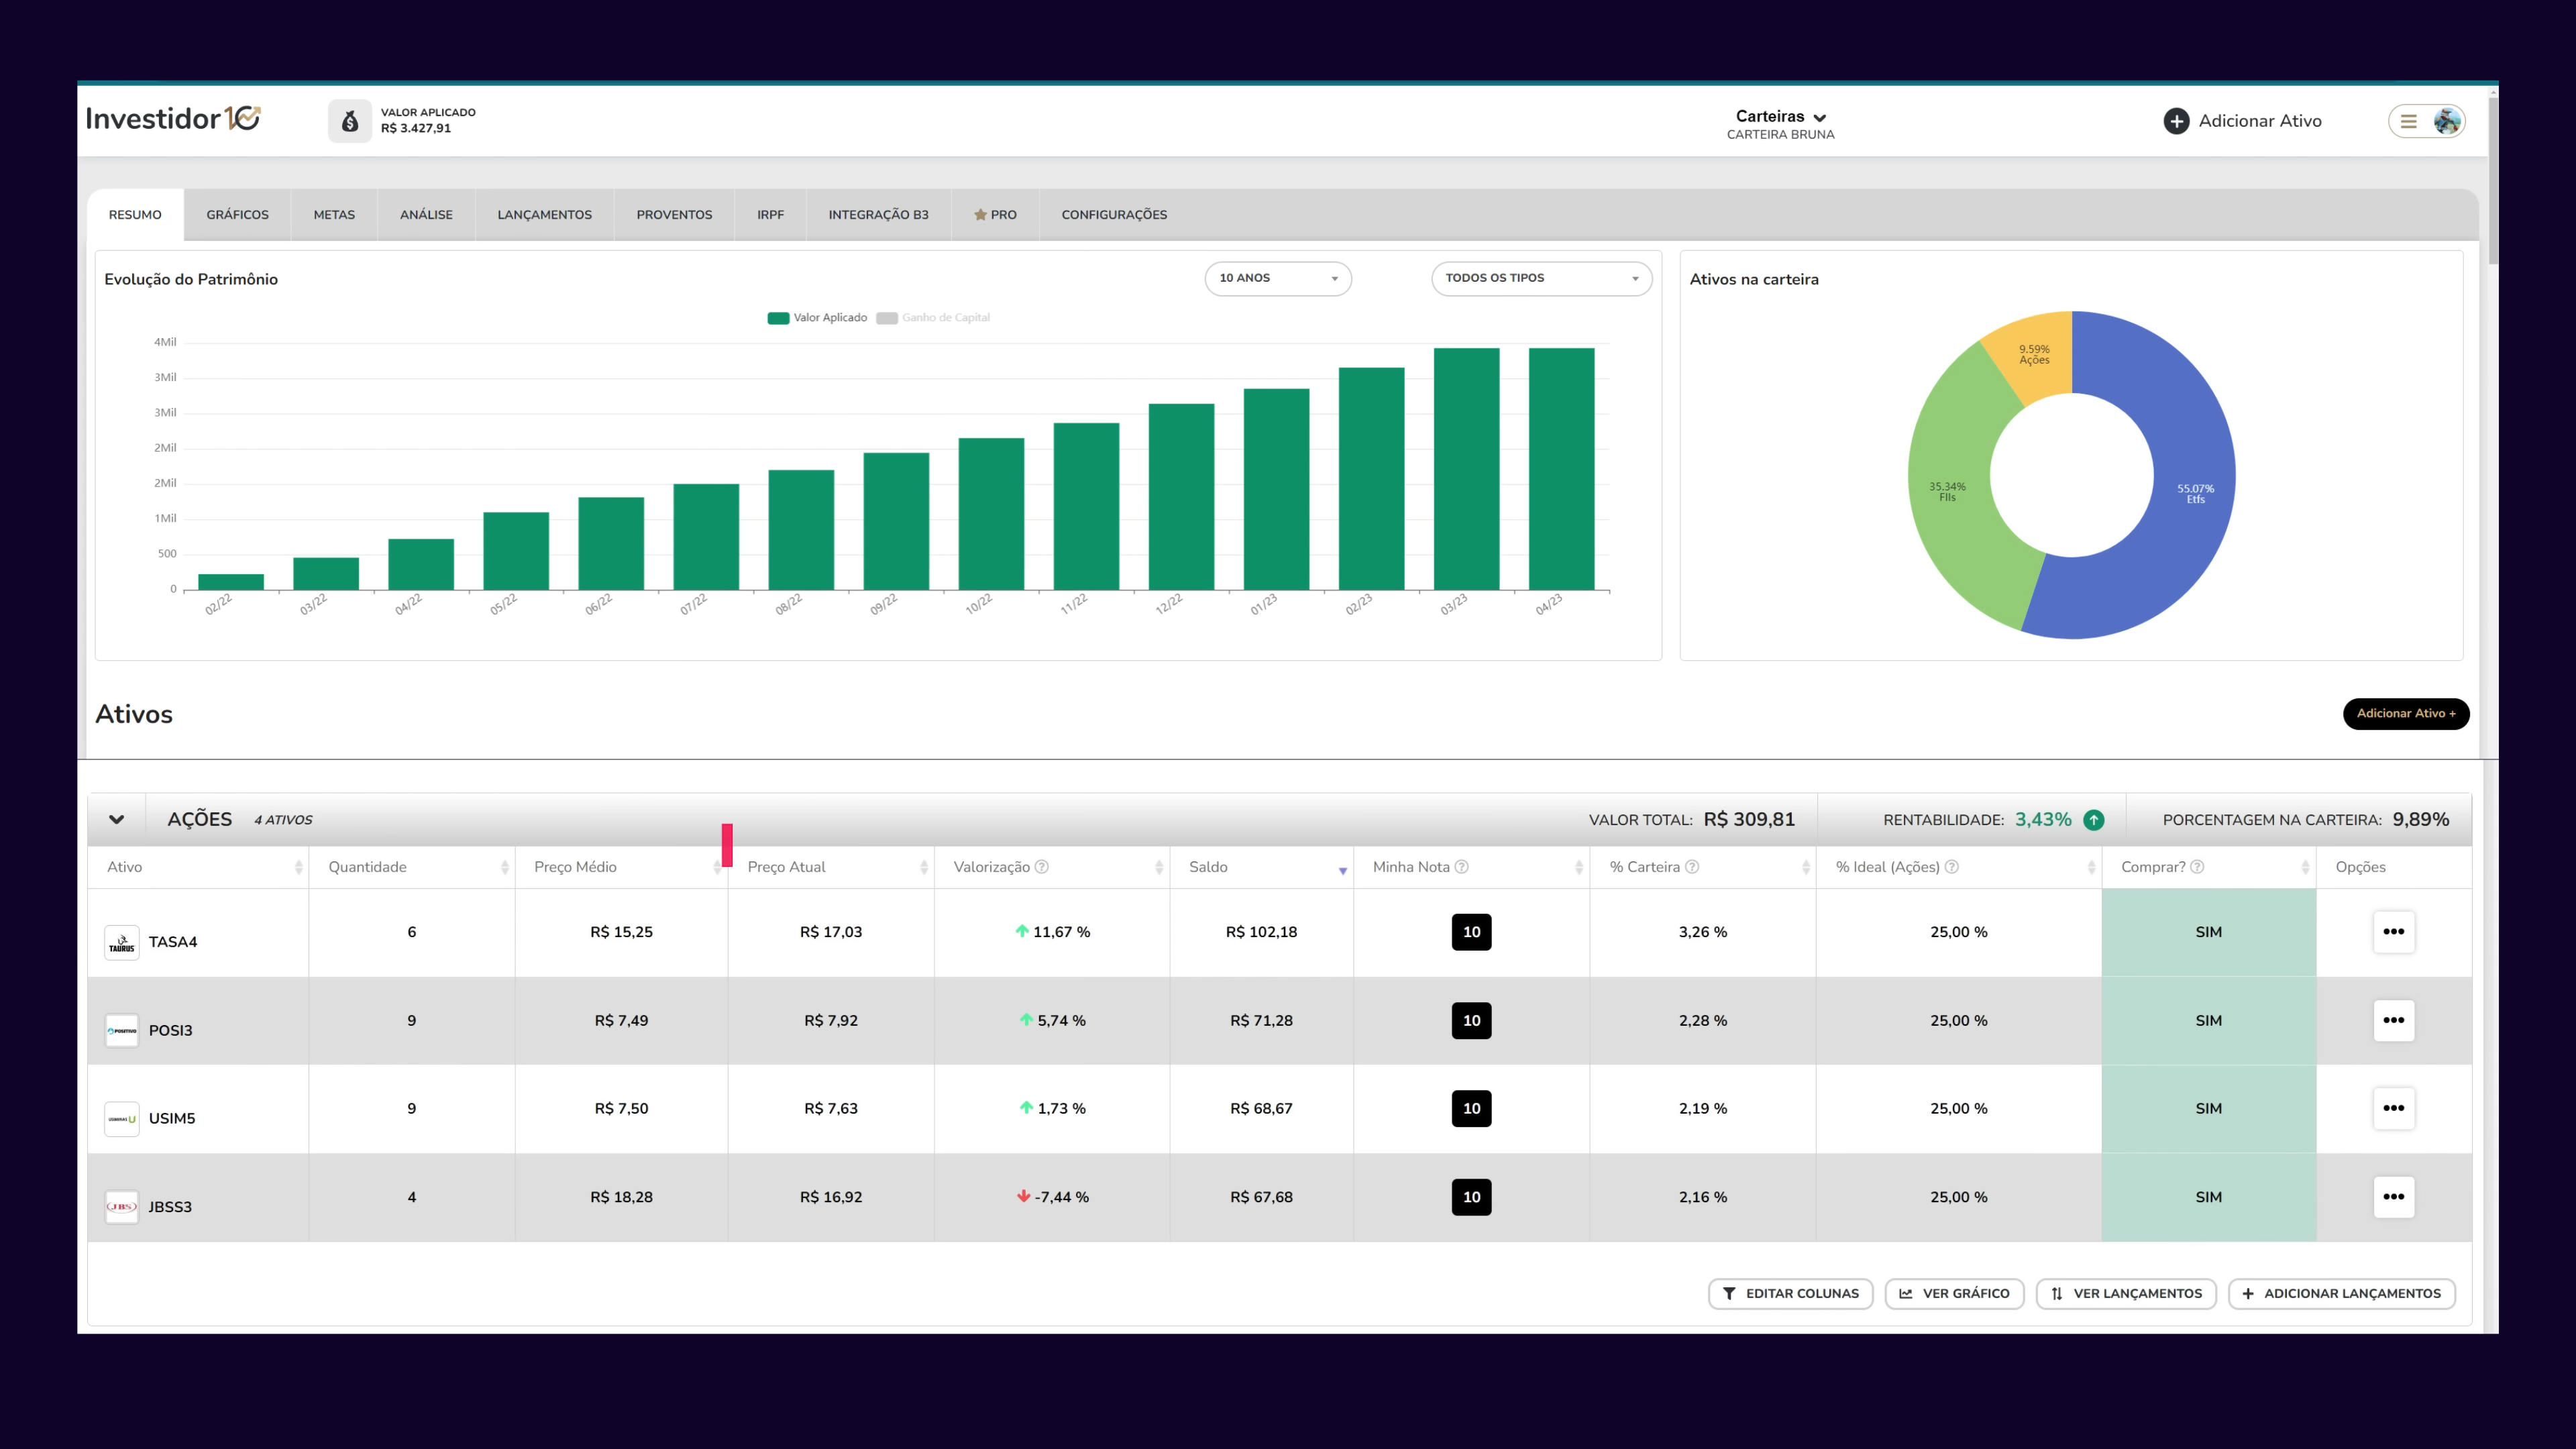 Investidor10
VALOR APLICADO
R$ 3.427,91
Carteiras
CARTEIRA BRUNA
Adicionar Ativo
RESUMO GRÁFICOS METAS ANÁLISE LANÇAMENTOS PROVENTOS IRPF INTEGRAÇÃO B3 PRO CONFIGURAÇÕES
Evolução do Patrimônio
10 ANOS
TODOS OS TIPOS
Valor Aplicado Ganho de Capital
4Mil
3Mil
3Mil
2Mil
2Mil
1Mil
500
0
02/22 03/22 04/22 05/22 06/22 07/22 08/22 09/22 10/22 11/22 12/22 01/23 02/23 03/23 04/23
Ativos na carteira
9.59%
Ações
35.34%
FIIs
55.07%
Etfs
Ativos
Adicionar Ativo +
AÇÕES 4 ATIVOS VALOR TOTAL: R$ 309,81 RENTABILIDADE: 3,43% PORCENTAGEM NA CARTEIRA: 9,89%
Ativo Quantidade Preço Médio Preço Atual Valorização Saldo Minha Nota % Carteira % Ideal (Ações) Comprar? Opções
TAURUS TASA4 6 R$ 15,25 R$ 17,03 11,67 % R$ 102,18 10 3,26 % 25,00 % SIM
POSITIVO POSI3 9 R$ 7,49 R$ 7,92 5,74 % R$ 71,28 10 2,28 % 25,00 % SIM
USIMINAS USIM5 9 R$ 7,50 R$ 7,63 1,73 % R$ 68,67 10 2,19 % 25,00 % SIM
JBS JBSS3 4 R$ 18,28 R$ 16,92 -7,44 % R$ 67,68 10 2,16 % 25,00 % SIM
EDITAR COLUNAS VER GRÁFICO VER LANÇAMENTOS + ADICIONAR LANÇAMENTOS